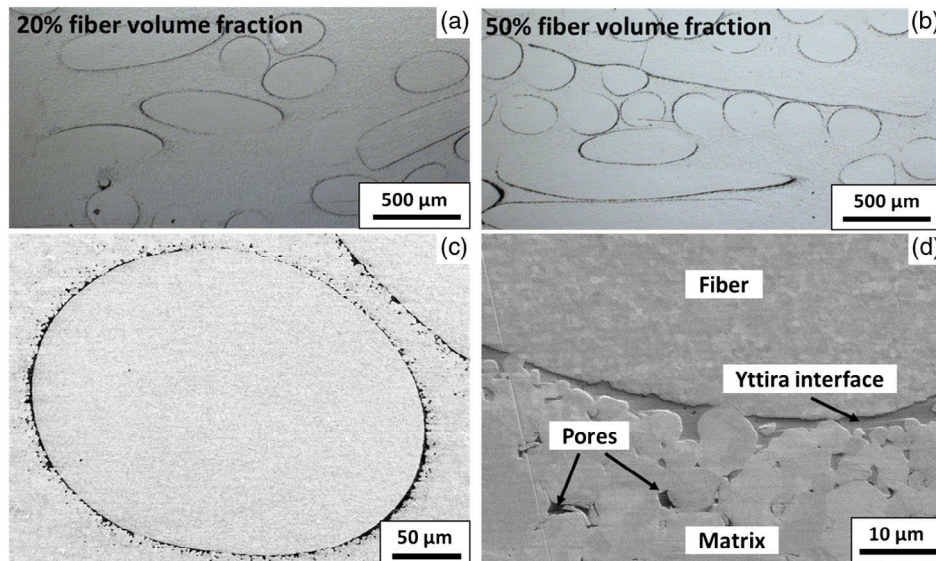 20% fiber volume fraction
(a)
500 µm
50% fiber volume fraction
(b)
500 µm
(c)
50 µm
(d)
Fiber
Yttira interface
Pores
Matrix
10 µm